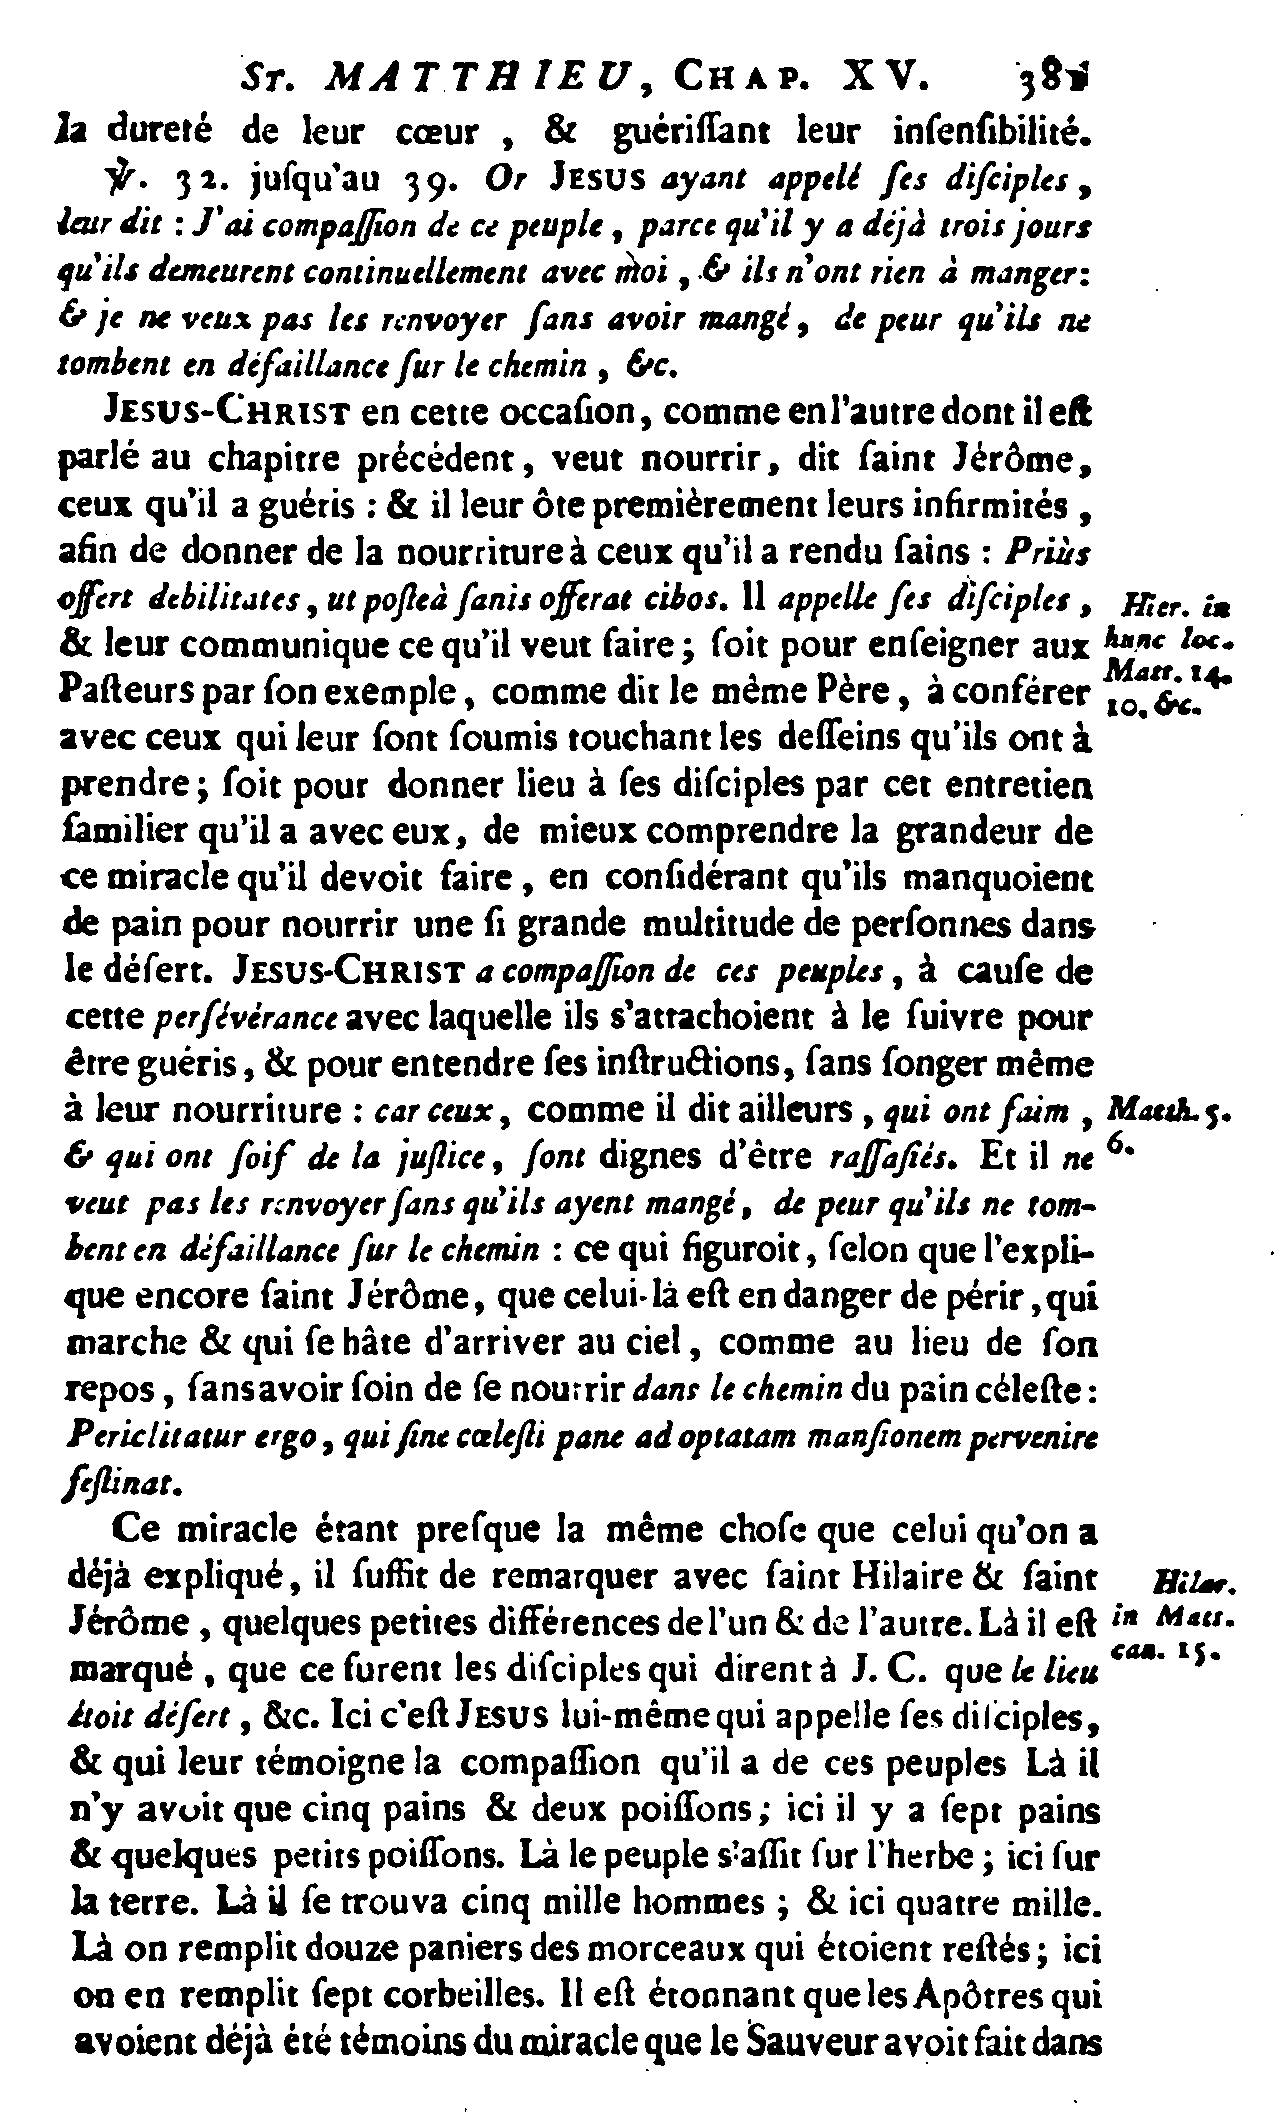 St. MATTHIEU, CHAP. XV. 381
la dureté de leur cœur , & guériſſant leur inſenſibilité.
℣. 32. juſqu'au 39. Or JESUS ayant appellé ſes diſciples ,
leur dit : J'ai compaſſion de ce peuple , parce qu'il y a déjà trois jours
qu'ils demeurent continuellement avec moi , & ils n'ont rien à manger:
& je ne veux pas les renvoyer ſans avoir mangé , de peur qu'ils ne
tombent en défaillance ſur le chemin , &c.
JESUS-CHRIST en cette occaſion, comme en l'autre dont il eſt
parlé au chapitre précédent , veut nourrir, dit ſaint Jérôme,
ceux qu'il a guéris : & il leur ôte premièrement leurs infirmités ,
afin de donner de la nourriture à ceux qu'il a rendu ſains : Priùs
offert debilitates , ut poſteà ſanis offerat cibos. Il appelle ſes diſciples ,
Hier. in
& leur communique ce qu'il veut faire ; ſoit pour enſeigner aux
hunc loc.
Paſteurs par ſon exemple , comme dit le même Père , à conférer
Matt. 14.
10. &c.
avec ceux qui leur ſont ſoumis touchant les deſſeins qu'ils ont à
prendre ; ſoit pour donner lieu à ſes diſciples par cet entretien
familier qu'il a avec eux, de mieux comprendre la grandeur de
ce miracle qu'il devoit faire , en conſidérant qu'ils manquoient
de pain pour nourrir une ſi grande multitude de perſonnes dans
le déſert. JESUS-CHRIST a compaſſion de ces peuples , à cauſe de
cette perſévérance avec laquelle ils s'attachoient à le ſuivre pour
être guéris , & pour entendre ſes inſtructions, ſans ſonger même
à leur nourriture : car ceux, comme il dit ailleurs , qui ont faim ,
Matth. 5.
& qui ont ſoif de la juſtice , ſont dignes d'être raſſaſiés. Et il ne
6.
veut pas les renvoyer ſans qu'ils ayent mangé , de peur qu'ils ne tom-
bent en défaillance ſur le chemin : ce qui figuroit, ſelon que l'expli-
que encore ſaint Jérôme, que celui-là eſt en danger de périr , qui
marche & qui ſe hâte d'arriver au ciel , comme au lieu de ſon
repos , ſans avoir ſoin de ſe nourrir dans le chemin du pain céleſte :
Periclitatur ergo , qui ſine cœleſti pane ad optatam manſionem pervenire
feſtinat.
Ce miracle étant preſque la même choſe que celui qu'on a
déjà expliqué, il ſuffit de remarquer avec ſaint Hilaire & ſaint
Hilar.
Jérôme , quelques petites différences de l'un & de l'autre. Là il eſt
in Matt.
marqué , que ce furent les diſciples qui dirent à J. C. que le lieu
can. 15.
étoit déſert , &c. Ici c'eſt JESUS lui-même qui appelle ſes diſciples,
& qui leur témoigne la compaſſion qu'il a de ces peuples Là il
n'y avoit que cinq pains & deux poiſſons ; ici il y a ſept pains
& quelques petits poiſſons. Là le peuple s'aſſit ſur l'herbe ; ici ſur
la terre. Là il ſe trouva cinq mille hommes ; & ici quatre mille.
Là on remplit douze paniers des morceaux qui étoient reſtés ; ici
on en remplit ſept corbeilles. Il eſt étonnant que les Apôtres qui
avoient déjà été témoins du miracle que le Sauveur avoit fait dans